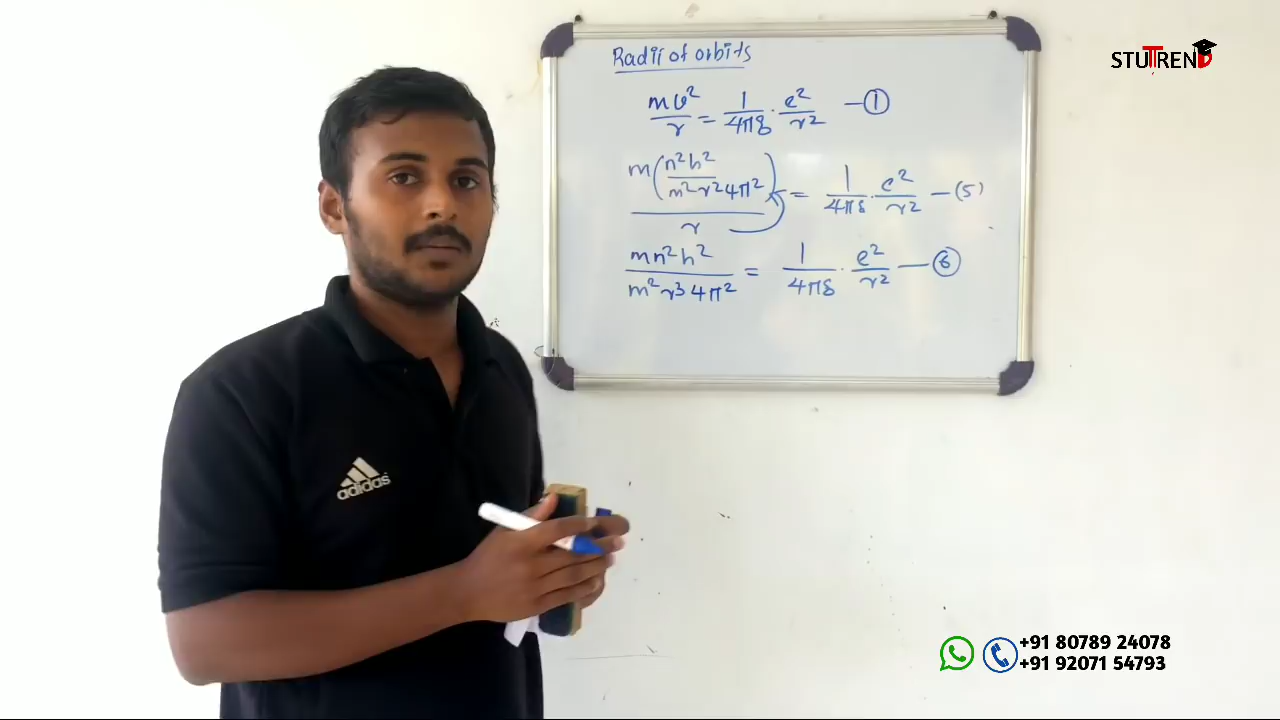 Radii of orbits
mv²/r = 1/4πε · e²/r² —①
m(n²h²/m²r²4π²)/r = 1/4πε · e²/r² —(5)
mn²h²/m²r³4π² = 1/4πε · e²/r² —⑥
STUTREND
adidas
+91 80789 24078
+91 92071 54793